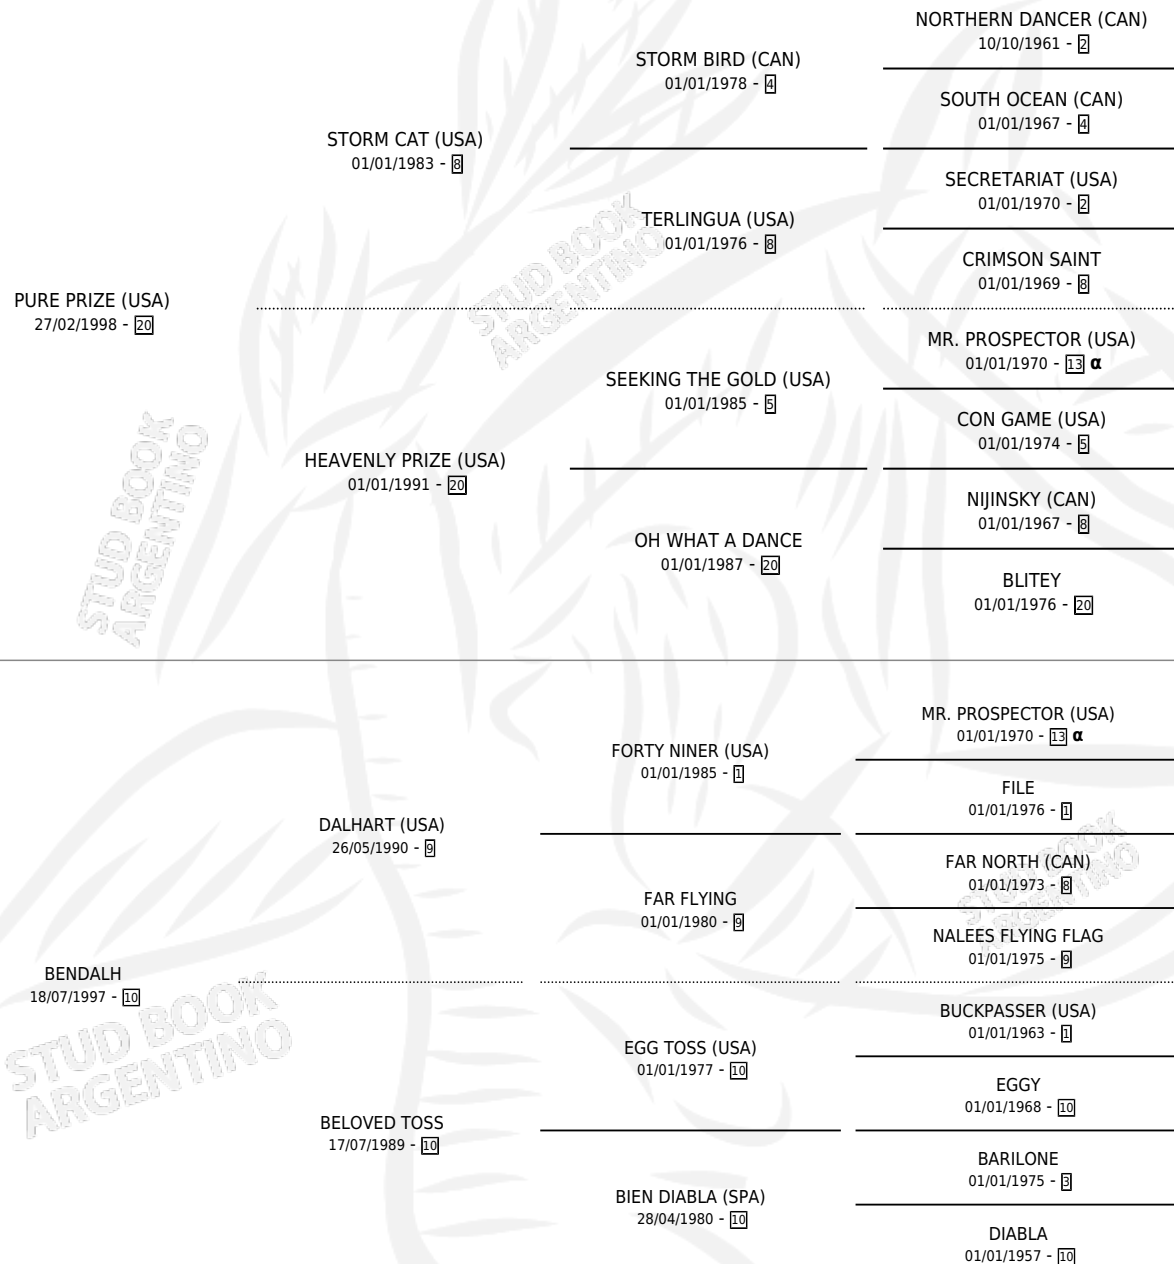 NORTHERN DANCER (CAN)
10/10/1961 - 2
STORM BIRD (CAN)
01/01/1978 - 4
SOUTH OCEAN (CAN)
01/01/1967 - 4
STORM CAT (USA)
01/01/1983 - 8
SECRETARIAT (USA)
01/01/1970 - 2
TERLINGUA (USA)
01/01/1976 - 8
CRIMSON SAINT
01/01/1969 - 8
PURE PRIZE (USA)
27/02/1998 - 20
MR. PROSPECTOR (USA)
01/01/1970 - 13 α
SEEKING THE GOLD (USA)
01/01/1985 - 5
CON GAME (USA)
01/01/1974 - 5
HEAVENLY PRIZE (USA)
01/01/1991 - 20
NIJINSKY (CAN)
01/01/1967 - 8
OH WHAT A DANCE
01/01/1987 - 20
BLITEY
01/01/1976 - 20
MR. PROSPECTOR (USA)
01/01/1970 - 13 α
FORTY NINER (USA)
01/01/1985 - 1
FILE
01/01/1976 - 1
DALHART (USA)
26/05/1990 - 9
FAR NORTH (CAN)
01/01/1973 - 8
FAR FLYING
01/01/1980 - 9
NALEES FLYING FLAG
01/01/1975 - 9
BENDALH
18/07/1997 - 10
BUCKPASSER (USA)
01/01/1963 - 1
EGG TOSS (USA)
01/01/1977 - 10
EGGY
01/01/1968 - 10
BELOVED TOSS
17/07/1989 - 10
BARILONE
01/01/1975 - 3
BIEN DIABLA (SPA)
28/04/1980 - 10
DIABLA
01/01/1957 - 10
STUD BOOK
ARGENTINO
STUD BOOK
ARGENTINO
STUD BOOK
ARGENTINO
STUD BOOK
ARGENTINO